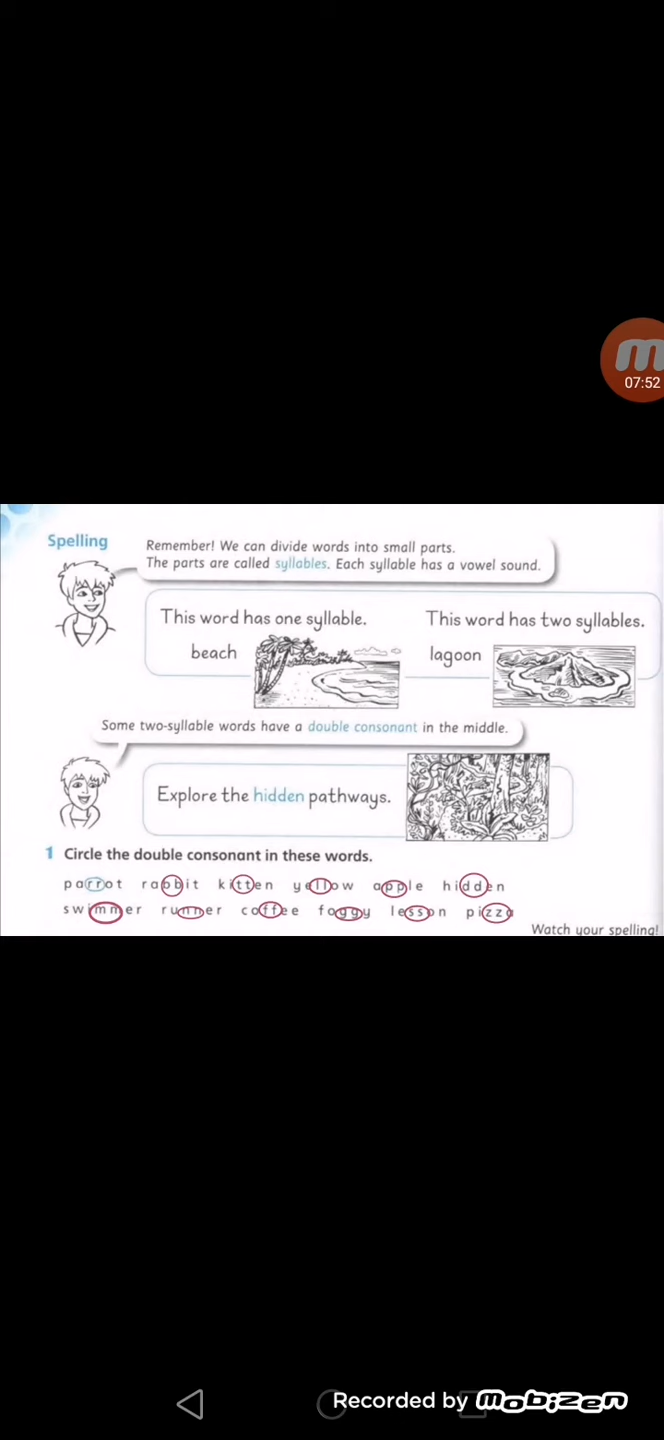 07:52
Spelling
Remember! We can divide words into small parts.
The parts are called syllables. Each syllable has a vowel sound.
This word has one syllable.
beach
This word has two syllables.
lagoon
Some two-syllable words have a double consonant in the middle.
Explore the hidden pathways.
1 Circle the double consonant in these words.
parrot rabbit kitten yellow apple hidden
swimmer runner coffee foggy lesson pizza
Watch your spelling!
Recorded by mobizen